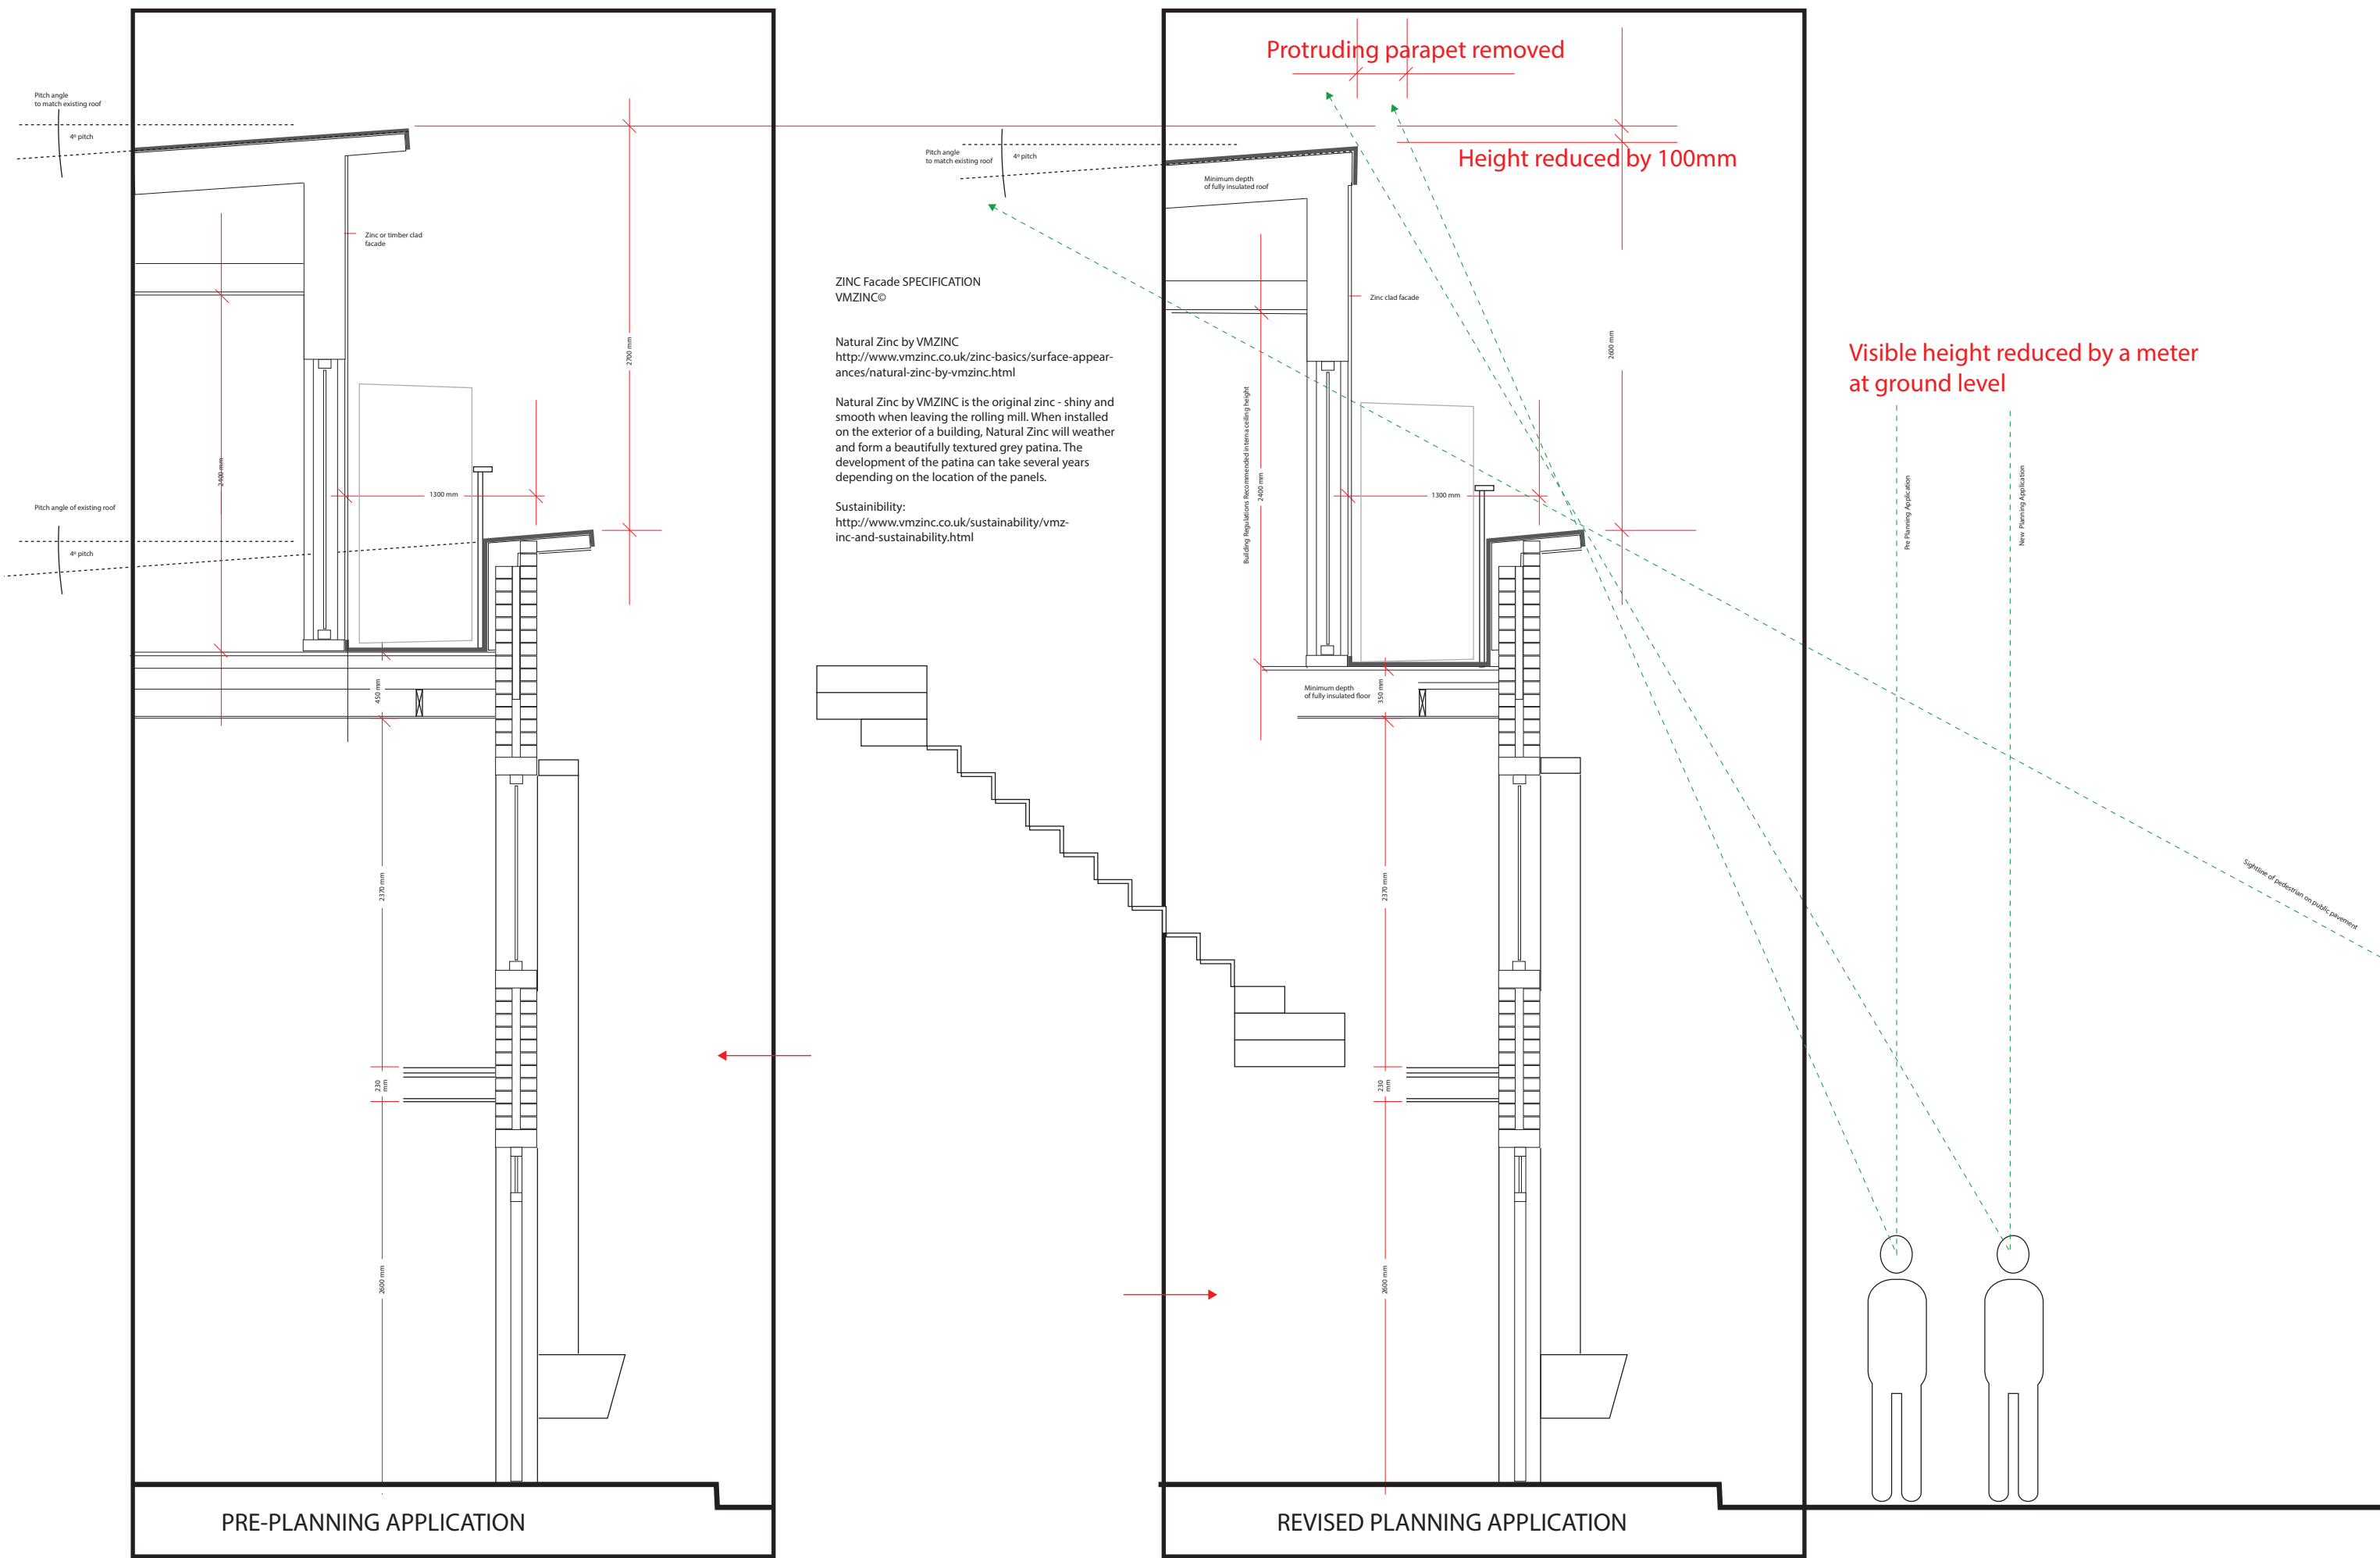 Pitch angle
to match existing roof
4º pitch
Zinc or timber clad
facade
2700 mm
2400 mm
1300 mm
Pitch angle of existing roof
4º pitch
450 mm
2370 mm
230
mm
2600 mm
PRE-PLANNING APPLICATION
ZINC Facade SPECIFICATION
VMZINC©
Natural Zinc by VMZINC
http://www.vmzinc.co.uk/zinc-basics/surface-appear-
ances/natural-zinc-by-vmzinc.html
Natural Zinc by VMZINC is the original zinc - shiny and
smooth when leaving the rolling mill. When installed
on the exterior of a building, Natural Zinc will weather
and form a beautifully textured grey patina. The
development of the patina can take several years
depending on the location of the panels.
Sustainibility:
http://www.vmzinc.co.uk/sustainability/vmz-
inc-and-sustainability.html
Protruding parapet removed
Height reduced by 100mm
Pitch angle
to match existing roof
4º pitch
Minimum depth
of fully insulated roof
Zinc clad facade
2600 mm
Building Regulations Recommended interna ceiling height
2400 mm
1300 mm
Minimum depth
of fully insulated floor
350 mm
2370 mm
230
mm
2600 mm
REVISED PLANNING APPLICATION
Visible height reduced by a meter
at ground level
Pre Planning Application
New Planning Application
Sightline of pedestrian on public pavement